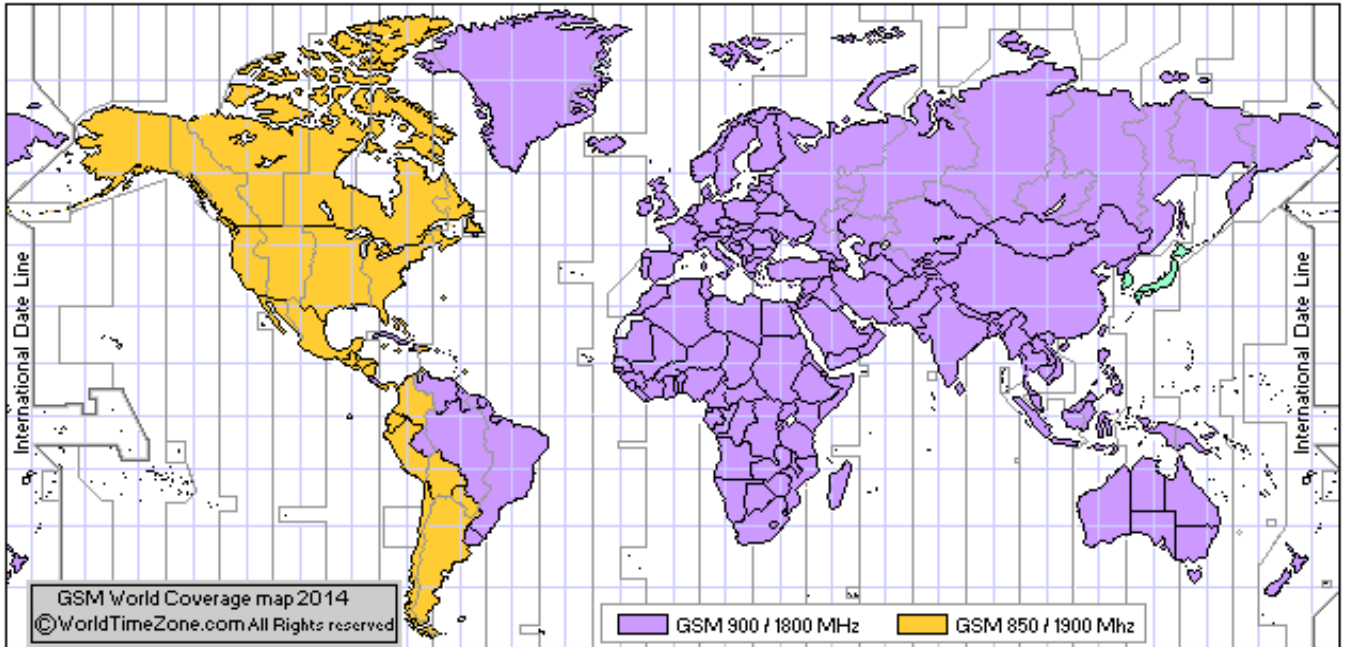 International Date Line
International Date Line
GSM World Coverage map 2014
©WorldTimeZone.com All Rights reserved
GSM 900 / 1800 MHz
GSM 850 / 1900 Mhz